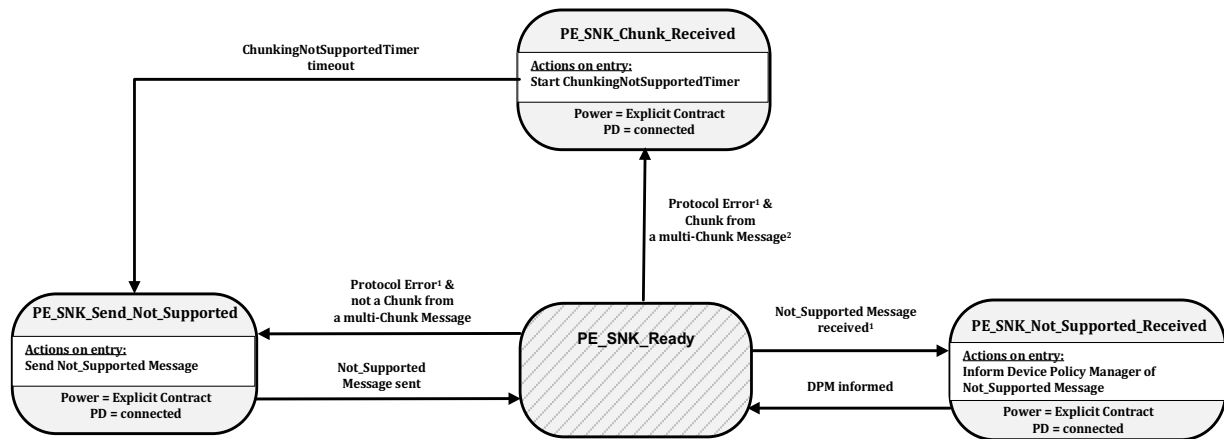 PE_SNK_Chunk_Received
Actions on entry:
Start ChunkingNotSupportedTimer
Power = Explicit Contract
PD = connected
ChunkingNotSupportedTimer
timeout
Protocol Error¹ &
Chunk from
a multi-Chunk Message²
PE_SNK_Send_Not_Supported
Actions on entry:
Send Not_Supported Message
Power = Explicit Contract
PD = connected
Protocol Error¹ &
not a Chunk from
a multi-Chunk Message
Not_Supported
Message sent
PE_SNK_Ready
Not_Supported Message
received¹
DPM informed
PE_SNK_Not_Supported_Received
Actions on entry:
Inform Device Policy Manager of
Not_Supported Message
Power = Explicit Contract
PD = connected